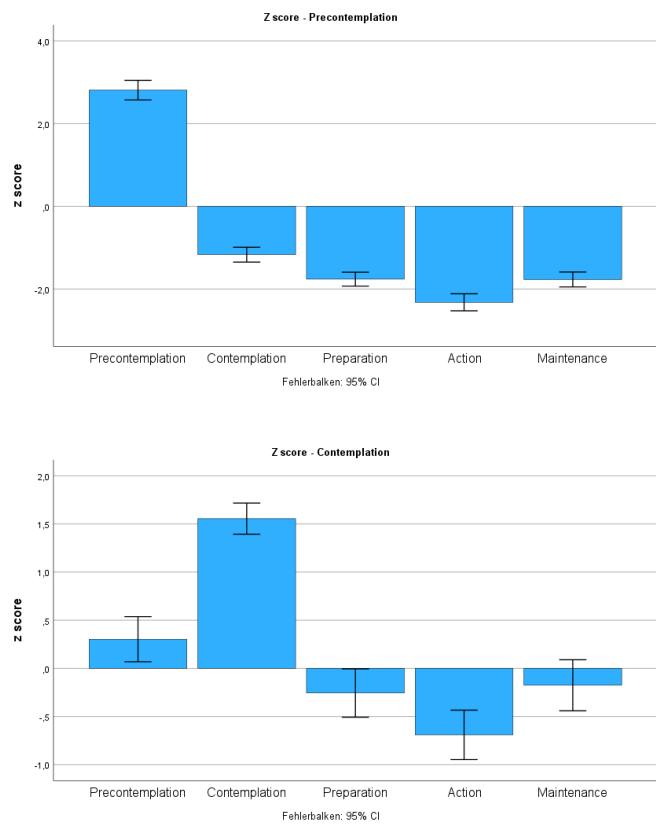 Z score - Precontemplation
4,0
2,0
,0
-2,0
z score
Precontemplation Contemplation Preparation Action Maintenance
Fehlerbalken: 95% CI
Z score - Contemplation
2,0
1,5
1,0
,5
,0
-,5
-1,0
z score
Precontemplation Contemplation Preparation Action Maintenance
Fehlerbalken: 95% CI